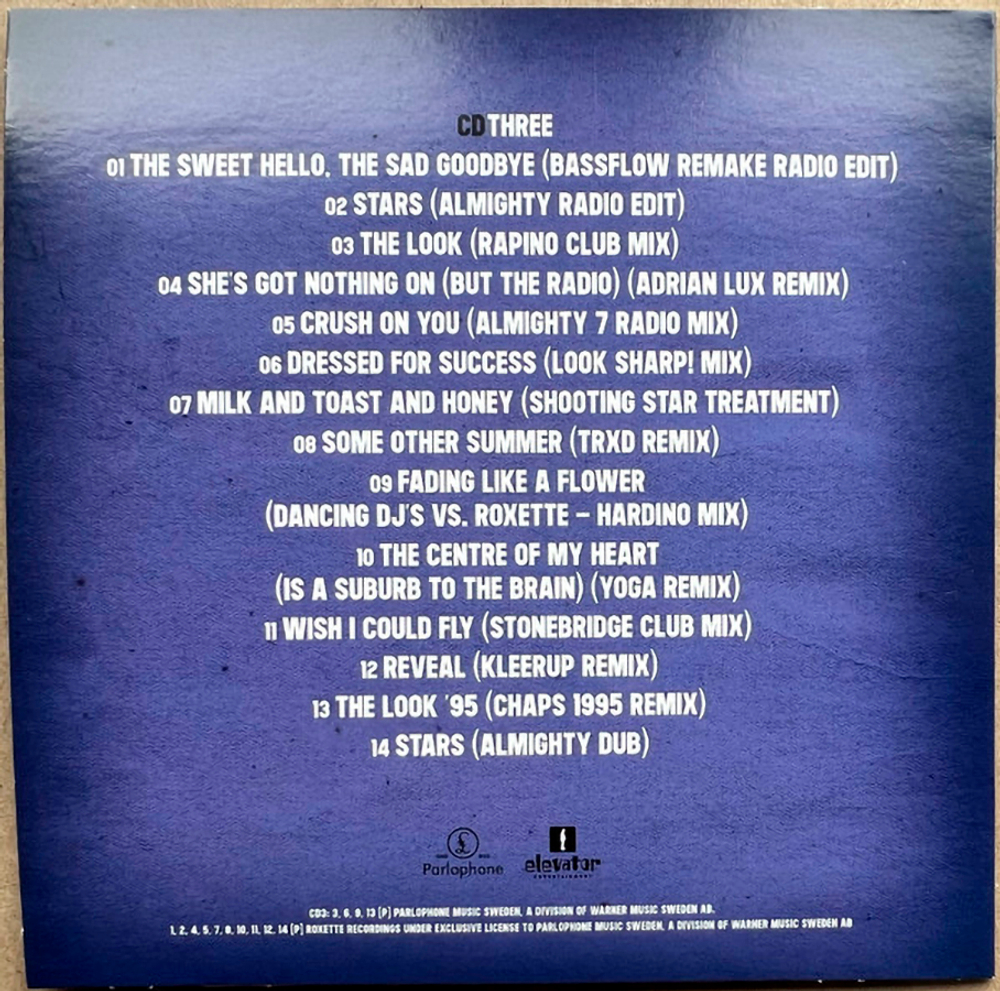 CD THREE
01 THE SWEET HELLO, THE SAD GOODBYE (BASSFLOW REMAKE RADIO EDIT)
02 STARS (ALMIGHTY RADIO EDIT)
03 THE LOOK (RAPINO CLUB MIX)
04 SHE'S GOT NOTHING ON (BUT THE RADIO) (ADRIAN LUX REMIX)
05 CRUSH ON YOU (ALMIGHTY 7 RADIO MIX)
06 DRESSED FOR SUCCESS (LOOK SHARP! MIX)
07 MILK AND TOAST AND HONEY (SHOOTING STAR TREATMENT)
08 SOME OTHER SUMMER (TRXD REMIX)
09 FADING LIKE A FLOWER
(DANCING DJ'S VS. ROXETTE – HARDINO MIX)
10 THE CENTRE OF MY HEART
(IS A SUBURB TO THE BRAIN) (YOGA REMIX)
11 WISH I COULD FLY (STONEBRIDGE CLUB MIX)
12 REVEAL (KLEERUP REMIX)
13 THE LOOK '95 (CHAPS 1995 REMIX)
14 STARS (ALMIGHTY DUB)
£
Parlophone
elevator
ENTERTAINMENT
CD3: 3, 6, 9, 13 [P] PARLOPHONE MUSIC SWEDEN, A DIVISION OF WARNER MUSIC SWEDEN AB.
1, 2, 4, 5, 7, 8, 10, 11, 12, 14 [P] ROXETTE RECORDINGS UNDER EXCLUSIVE LICENSE TO PARLOPHONE MUSIC SWEDEN, A DIVISION OF WARNER MUSIC SWEDEN AB